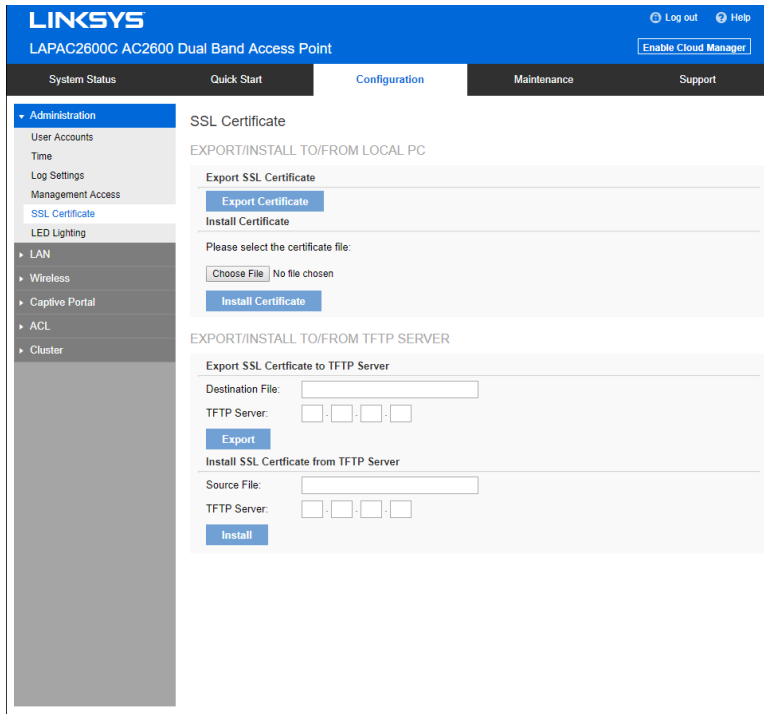 LINKSYS
Log out
Help
LAPAC2600C AC2600 Dual Band Access Point
Enable Cloud Manager
System Status
Quick Start
Configuration
Maintenance
Support
Administration
User Accounts
Time
Log Settings
Management Access
SSL Certificate
LED Lighting
LAN
Wireless
Captive Portal
ACL
Cluster
SSL Certificate
EXPORT/INSTALL TO/FROM LOCAL PC
Export SSL Certificate
Export Certificate
Install Certificate
Please select the certificate file:
Choose File No file chosen
Install Certificate
EXPORT/INSTALL TO/FROM TFTP SERVER
Export SSL Certficate to TFTP Server
Destination File:
TFTP Server:
Export
Install SSL Certficate from TFTP Server
Source File:
TFTP Server:
Install